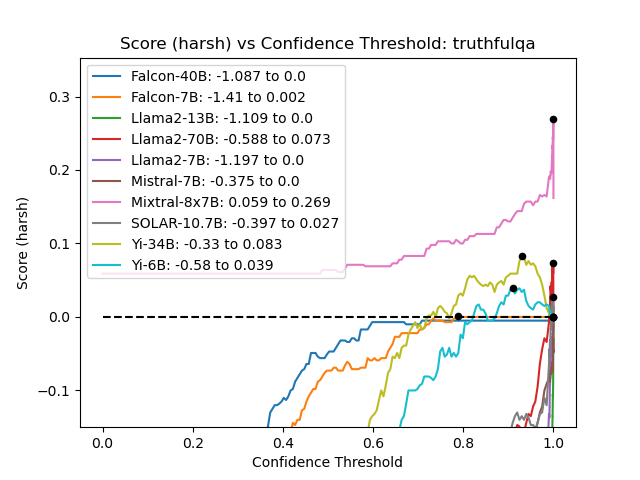 Score (harsh) vs Confidence Threshold: truthfulqa
Falcon-40B: -1.087 to 0.0
Falcon-7B: -1.41 to 0.002
Llama2-13B: -1.109 to 0.0
Llama2-70B: -0.588 to 0.073
Llama2-7B: -1.197 to 0.0
Mistral-7B: -0.375 to 0.0
Mixtral-8x7B: 0.059 to 0.269
SOLAR-10.7B: -0.397 to 0.027
Yi-34B: -0.33 to 0.083
Yi-6B: -0.58 to 0.039
Score (harsh)
0.3
0.2
0.1
0.0
−0.1
0.0 0.2 0.4 0.6 0.8 1.0
Confidence Threshold